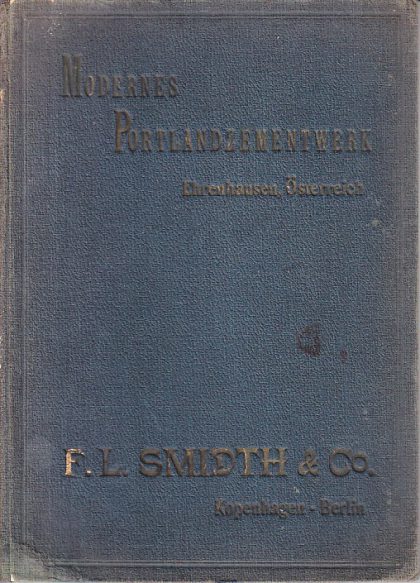 MODERNES
PORTLANDZEMENTWERK
Ehrenhausen, Österreich
F. L. SMIDTH & Co.
Kopenhagen - Berlin